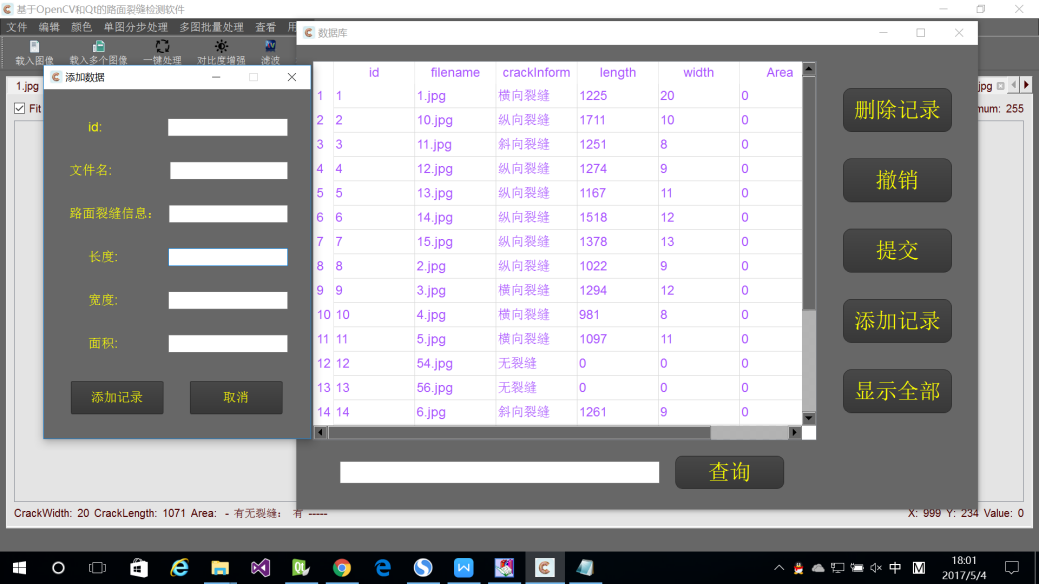 基于OpenCV和Qt的路面裂缝检测软件
文件 编辑 颜色 单图分步处理 多图批量处理 查看 用
载入图像 载入多个图像 一键处理 对比度增强 滤波
1.jpg
jpg
Fit
mum: 255
添加数据
id:
文件名:
路面裂缝信息:
长度:
宽度:
面积:
添加记录 取消
数据库
id filename crackInform length width Area
1 1 1.jpg 横向裂缝 1225 20 0
2 2 10.jpg 纵向裂缝 1711 10 0
3 3 11.jpg 斜向裂缝 1251 8 0
4 4 12.jpg 纵向裂缝 1274 9 0
5 5 13.jpg 纵向裂缝 1167 11 0
6 6 14.jpg 纵向裂缝 1518 12 0
7 7 15.jpg 纵向裂缝 1378 13 0
8 8 2.jpg 纵向裂缝 1022 9 0
9 9 3.jpg 横向裂缝 1294 12 0
10 10 4.jpg 横向裂缝 981 8 0
11 11 5.jpg 横向裂缝 1097 11 0
12 12 54.jpg 无裂缝 0 0 0
13 13 56.jpg 无裂缝 0 0 0
14 14 6.jpg 斜向裂缝 1261 9 0
删除记录
撤销
提交
添加记录
显示全部
查询
CrackWidth: 20 CrackLength: 1071 Area: - 有无裂缝: 有 -----
X: 999 Y: 234 Value: 0
中
18:01
2017/5/4